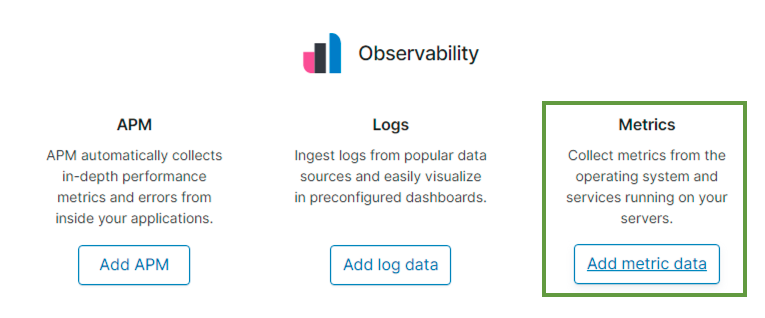 Observability
APM
APM automatically collects
in-depth performance
metrics and errors from
inside your applications.
Add APM
Logs
Ingest logs from popular data
sources and easily visualize
in preconfigured dashboards.
Add log data
Metrics
Collect metrics from the
operating system and
services running on your
servers.
Add metric data